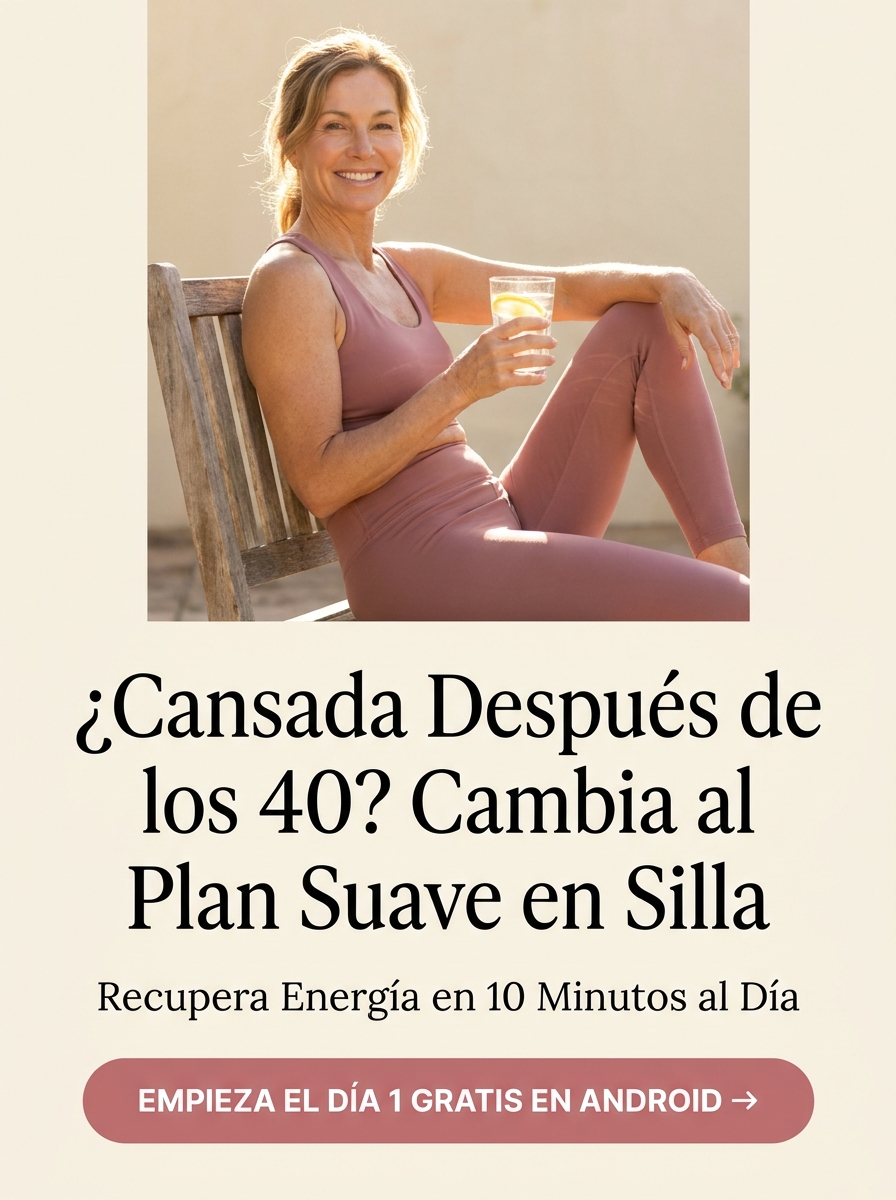 ¿Cansada Después de
los 40? Cambia al
Plan Suave en Silla
Recupera Energía en 10 Minutos al Día
EMPIEZA EL DÍA 1 GRATIS EN ANDROID →